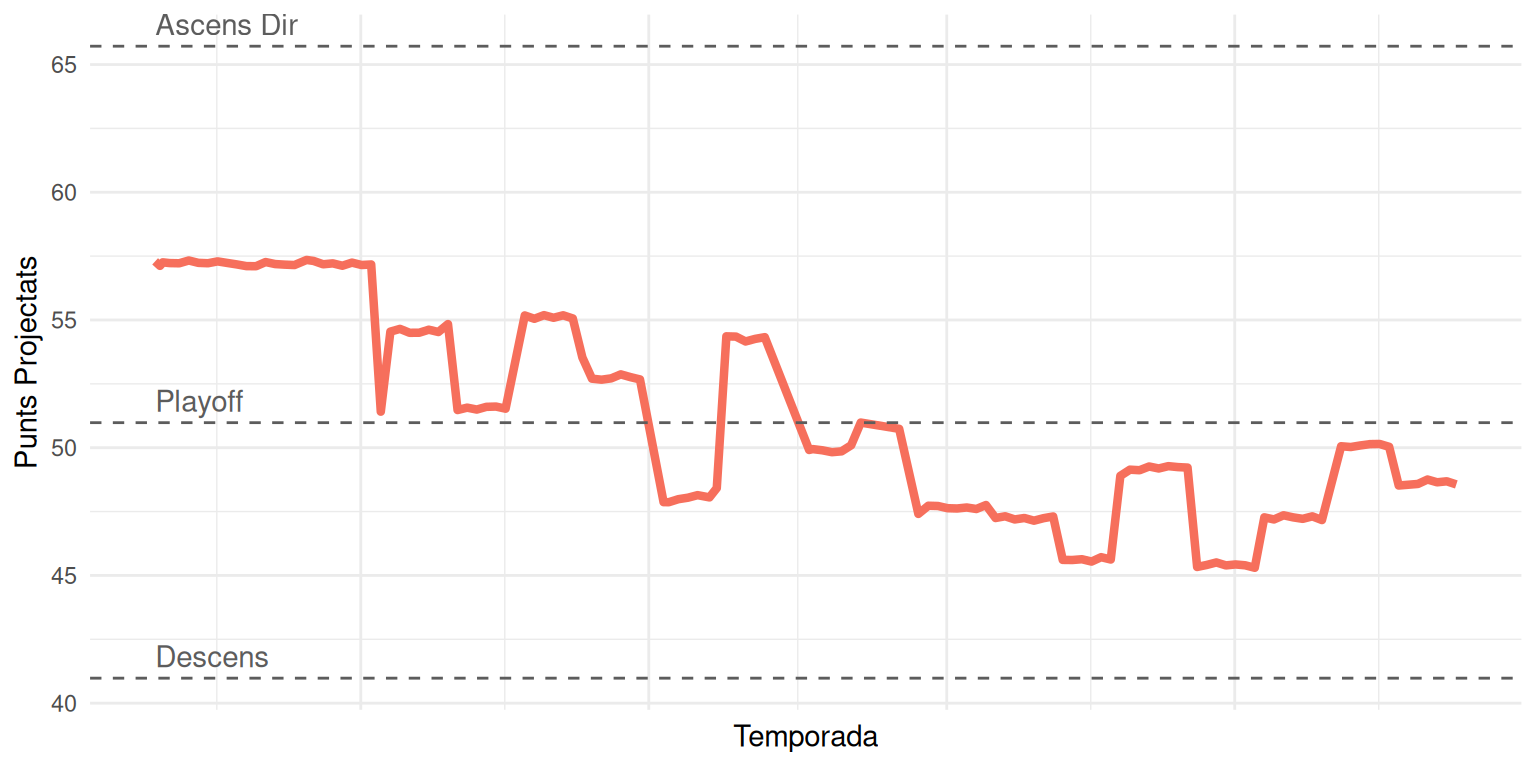 Ascens Dir
65
60
55
Playoff
50
45
Descens
40
Punts Projectats
Temporada